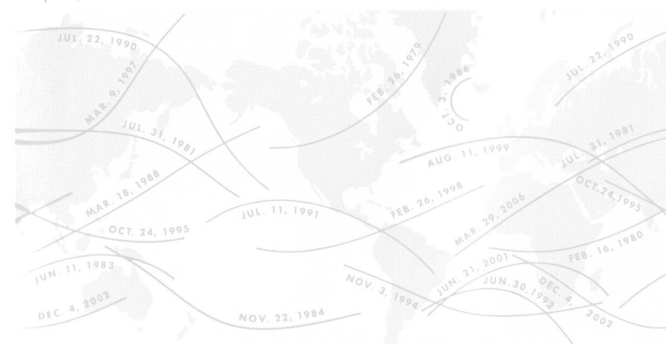 JUL. 22, 1990
MAR. 9, 1997
FEB. 26, 1979
OCT 3, 1986
JUL. 22, 1990
JUL. 31, 1981
AUG 11, 1999
JUL. 31, 1981
MAR. 18, 1988
JUL. 11, 1991
FEB. 26, 1998
OCT.24,1995
OCT. 24, 1995
MAR. 29, 2006
FEB. 16, 1980
JUN. 11, 1983
NOV. 3, 1994
JUN. 21, 2001
JUN.30,1992
DEC. 4, 2002
DEC. 4, 2002
NOV. 22, 1984